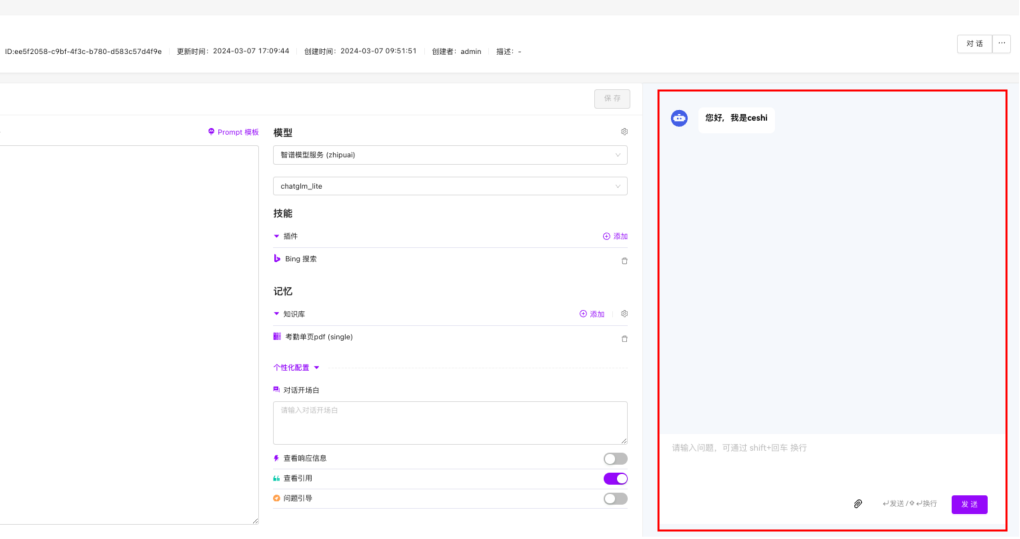 ID:ee5f2058-c9bf-4f3c-b780-d583c57d4f9e 更新时间: 2024-03-07 17:09:44 创建时间: 2024-03-07 09:51:51 创建者: admin 描述: -
对 话
···
保 存
Prompt 模板
模型
智谱模型服务 (zhipuai)
chatglm_lite
技能
插件
添加
Bing 搜索
记忆
知识库
添加
考勤单页pdf (single)
个性化配置
对话开场白
请输入对话开场白
查看响应信息
查看引用
问题引导
您好，我是ceshi
请输入问题，可通过 shift+回车 换行
↵发送 / ⇧ ↵换行
发 送